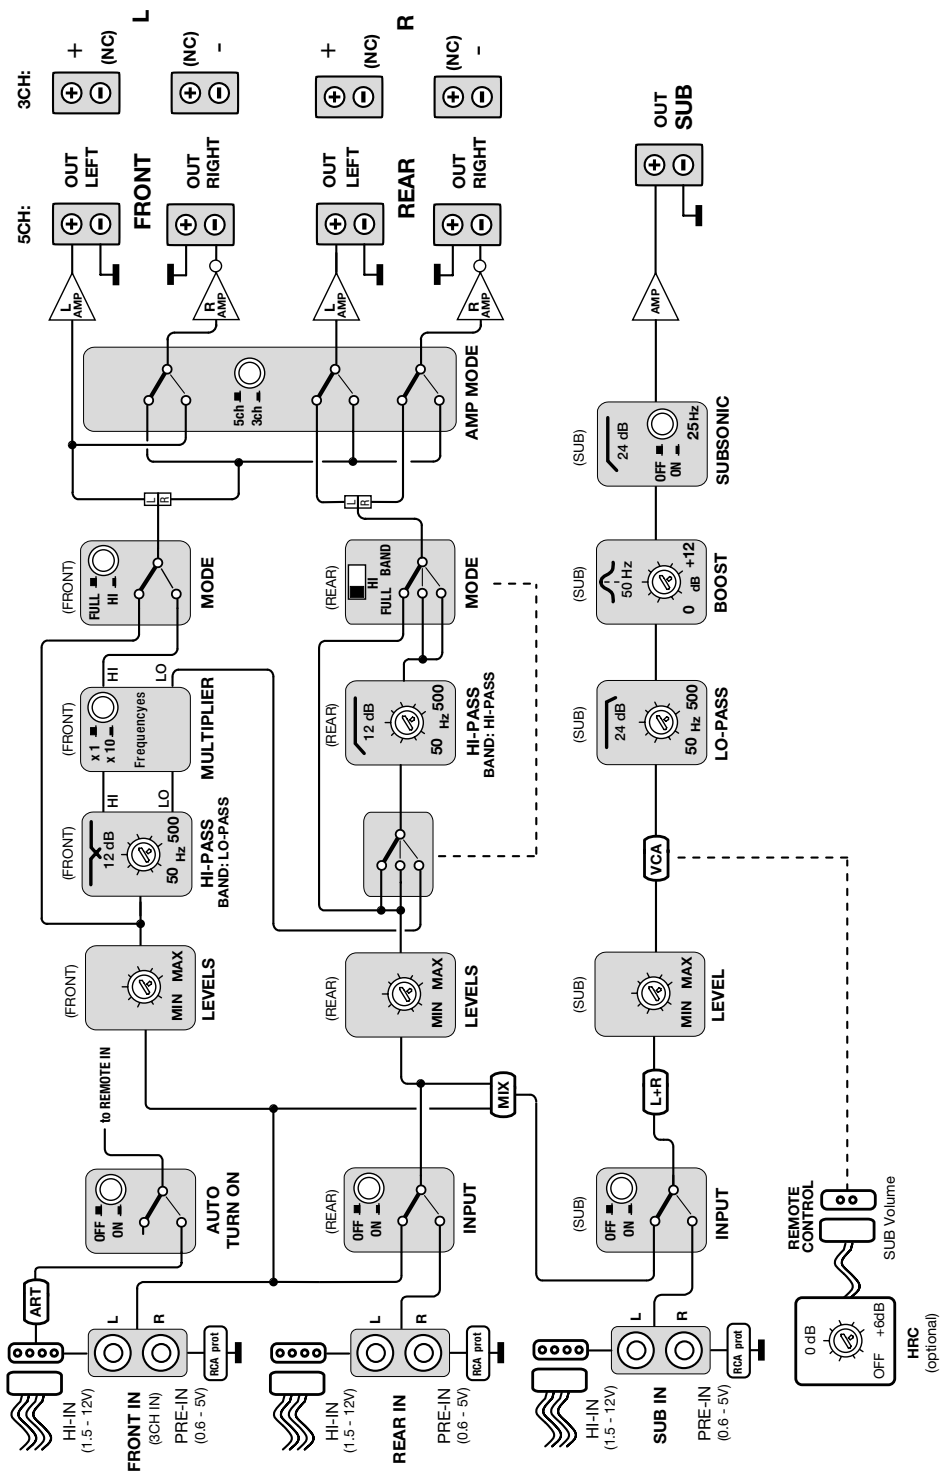 HI-IN
(1.5 - 12V)
FRONT IN
(3CH IN)
PRE-IN
(0.6 - 5V)
L
R
RCA prot
ART
OFF
ON
AUTO
TURN ON
to REMOTE IN
(FRONT)
MIN MAX
LEVELS
(FRONT)
12 dB
50 Hz 500
HI-PASS
BAND: LO-PASS
HI
LO
(FRONT)
x 1
x 10
Frequencyes
MULTIPLIER
HI
LO
(FRONT)
FULL
HI
MODE
L
R
5ch
3ch
AMP MODE
L
AMP
R
AMP
L
AMP
R
AMP
5CH:
OUT
LEFT
FRONT
OUT
RIGHT
OUT
LEFT
REAR
OUT
RIGHT
3CH:
+
(NC)
L
(NC)
-
+
(NC)
R
(NC)
-
HI-IN
(1.5 - 12V)
REAR IN
PRE-IN
(0.6 - 5V)
L
R
RCA prot
(REAR)
OFF
ON
INPUT
MIX
(REAR)
MIN MAX
LEVELS
(REAR)
12 dB
50 Hz 500
HI-PASS
BAND: HI-PASS
(REAR)
HI
FULL BAND
MODE
L
R
HI-IN
(1.5 - 12V)
SUB IN
PRE-IN
(0.6 - 5V)
L
R
RCA prot
(SUB)
OFF
ON
INPUT
L+R
(SUB)
MIN MAX
LEVEL
VCA
(SUB)
24 dB
50 Hz 500
LO-PASS
(SUB)
50 Hz
0 dB +12
BOOST
(SUB)
24 dB
OFF
ON
25Hz
SUBSONIC
AMP
OUT
SUB
0 dB
OFF +6dB
HRC
(optional)
REMOTE
CONTROL
SUB Volume